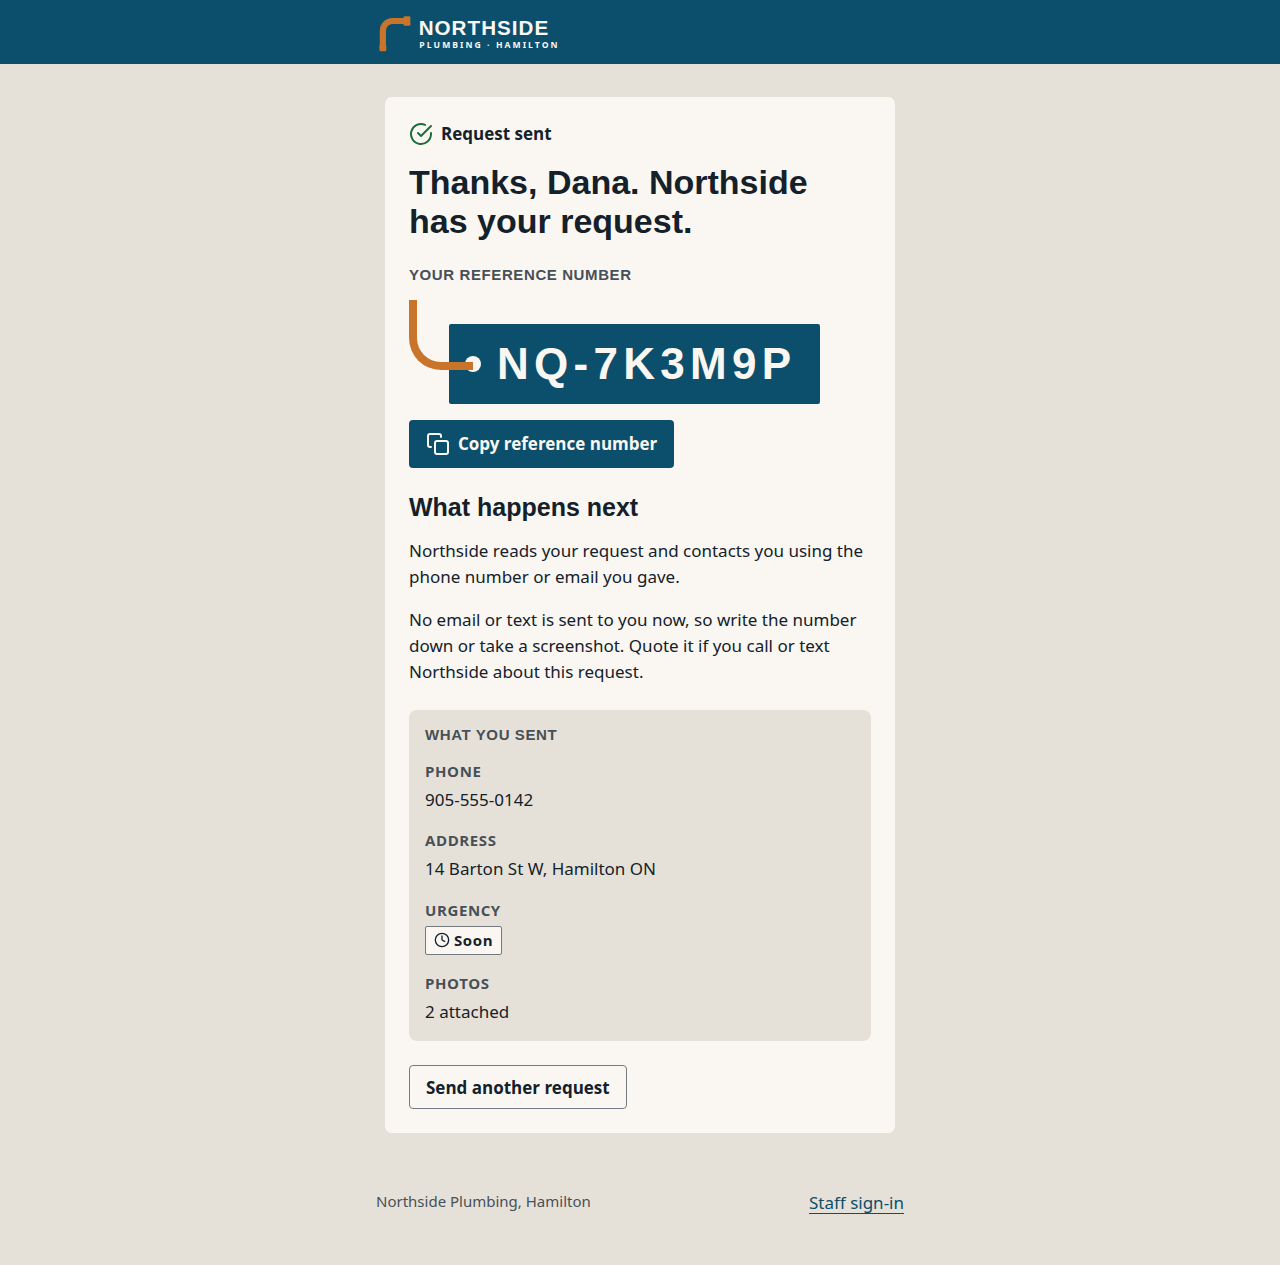 NORTHSIDE
PLUMBING · HAMILTON
Request sent
Thanks, Dana. Northside
has your request.
YOUR REFERENCE NUMBER
NQ-7K3M9P
Copy reference number
What happens next
Northside reads your request and contacts you using the
phone number or email you gave.
No email or text is sent to you now, so write the number
down or take a screenshot. Quote it if you call or text
Northside about this request.
WHAT YOU SENT
PHONE
905-555-0142
ADDRESS
14 Barton St W, Hamilton ON
URGENCY
Soon
PHOTOS
2 attached
Send another request
Northside Plumbing, Hamilton
Staff sign-in